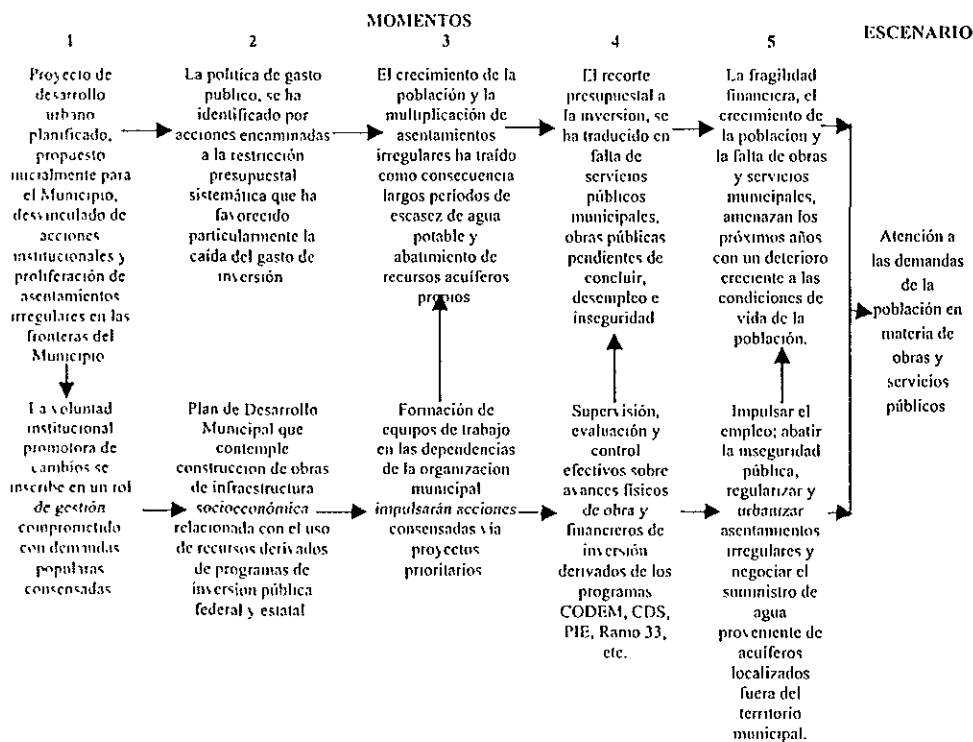 MOMENTOS
ESCENARIO
1
Proyecto de
desarrollo
urbano
planificado,
propuesto
inicialmente para
el Municipio,
desvinculado de
acciones
institucionales y
proliferación de
asentamientos
irregulares en las
fronteras del
Municipio
2
La política de gasto
publico, se ha
identificado por
acciones encaminadas
a la restricción
presupuestal
sistemática que ha
favorecido
particularmente la
caída del gasto de
inversión
3
El crecimiento de la
población y la
multiplicación de
asentamientos
irregulares ha traído
como consecuencia
largos períodos de
escasez de agua
potable y
abatimiento de
recursos acuíferos
propios
4
El recorte
presupuestal a
la inversion, se
ha traducido en
falta de
servicios
públicos
municipales,
obras públicas
pendientes de
concluir,
desempleo e
inseguridad
5
La fragilidad
financiera, el
crecimiento de
la poblacion y
la falta de obras
y servicios
municipales,
amenazan los
próximos años
con un deterioro
creciente a las
condiciones de
vida de la
población.
La voluntad
institucional
promotora de
cambios se
inscribe en un rol
de gestión
comprometido
con demandas
populares
consensadas
Plan de Desarrollo
Municipal que
contemple
construccion de obras
de infraestructura
socioeconómica
relacionada con el uso
de recursos derivados
de programas de
inversion pública
federal y estatal
Formación de
equipos de trabajo
en las dependencias
de la organizacion
municipal
impulsarán acciones
consensadas via
proyectos
prioritarios
Supervisión,
evaluación y
control
efectivos sobre
avances físicos
de obra y
financieros de
inversión
derivados de los
programas
CODEM, CDS,
PIE, Ramo 33,
etc.
Impulsar el
empleo; abatir
la inseguridad
pública,
regularizar y
urbanizar
asentamientos
irregulares y
negociar el
suministro de
agua
proveniente de
acuíferos
localizados
fuera del
territorio
municipal.
Atención a
las demandas
de la
población en
materia de
obras y
servicios
públicos